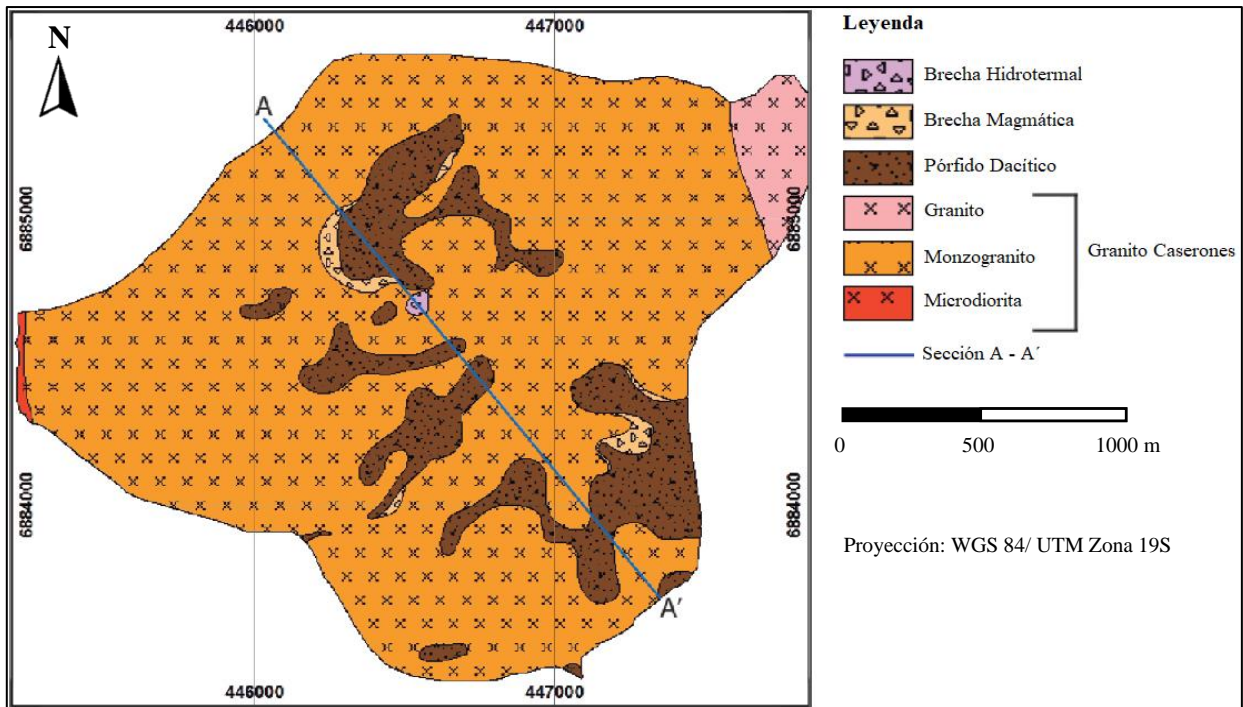 446000
447000
N
A
6885000
6885000
6884000
6884000
A'
446000
447000
Leyenda
Brecha Hidrotermal
Brecha Magmática
Pórfido Dacítico
Granito
Monzogranito
Microdiorita
Granito Caserones
Sección A - A´
0 500 1000 m
Proyección: WGS 84/ UTM Zona 19S